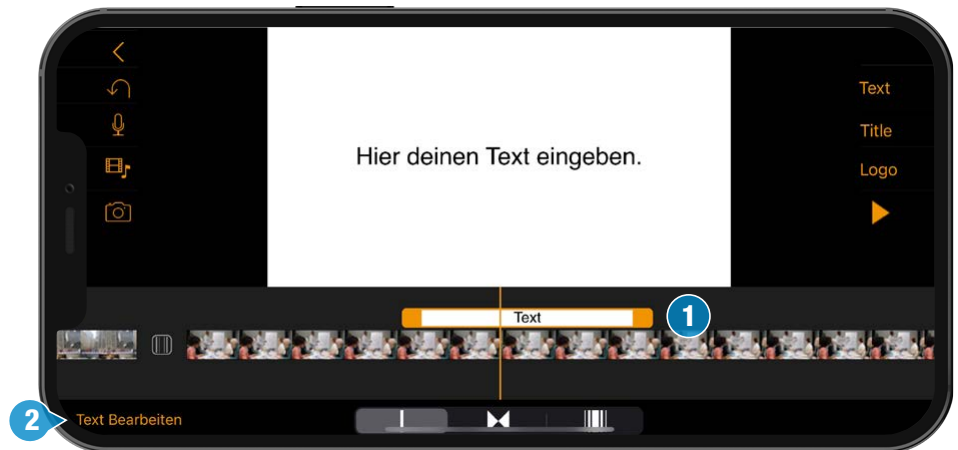 Text
Title
Hier deinen Text eingeben.
Logo
Text
1
2
Text Bearbeiten